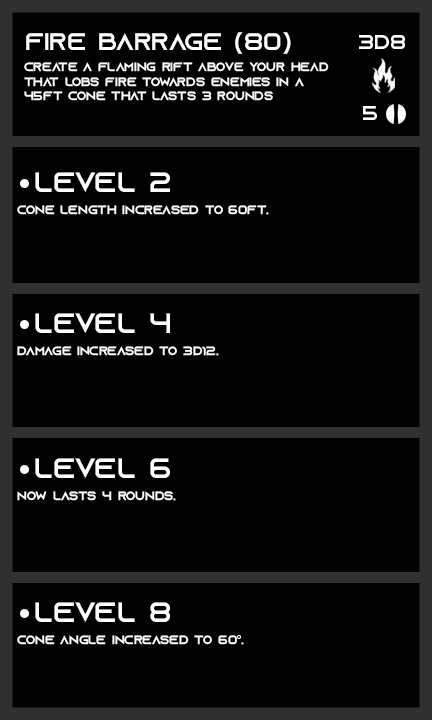 FIRE BARRAGE (80)
3D8
CREATE A FLAMING RIFT ABOVE YOUR HEAD
THAT LOBS FIRE TOWARDS ENEMIES IN A
45FT CONE THAT LASTS 3 ROUNDS
5
•LEVEL 2
CONE LENGTH INCREASED TO 60FT.
•LEVEL 4
DAMAGE INCREASED TO 3D12.
•LEVEL 6
NOW LASTS 4 ROUNDS.
•LEVEL 8
CONE ANGLE INCREASED TO 60°.